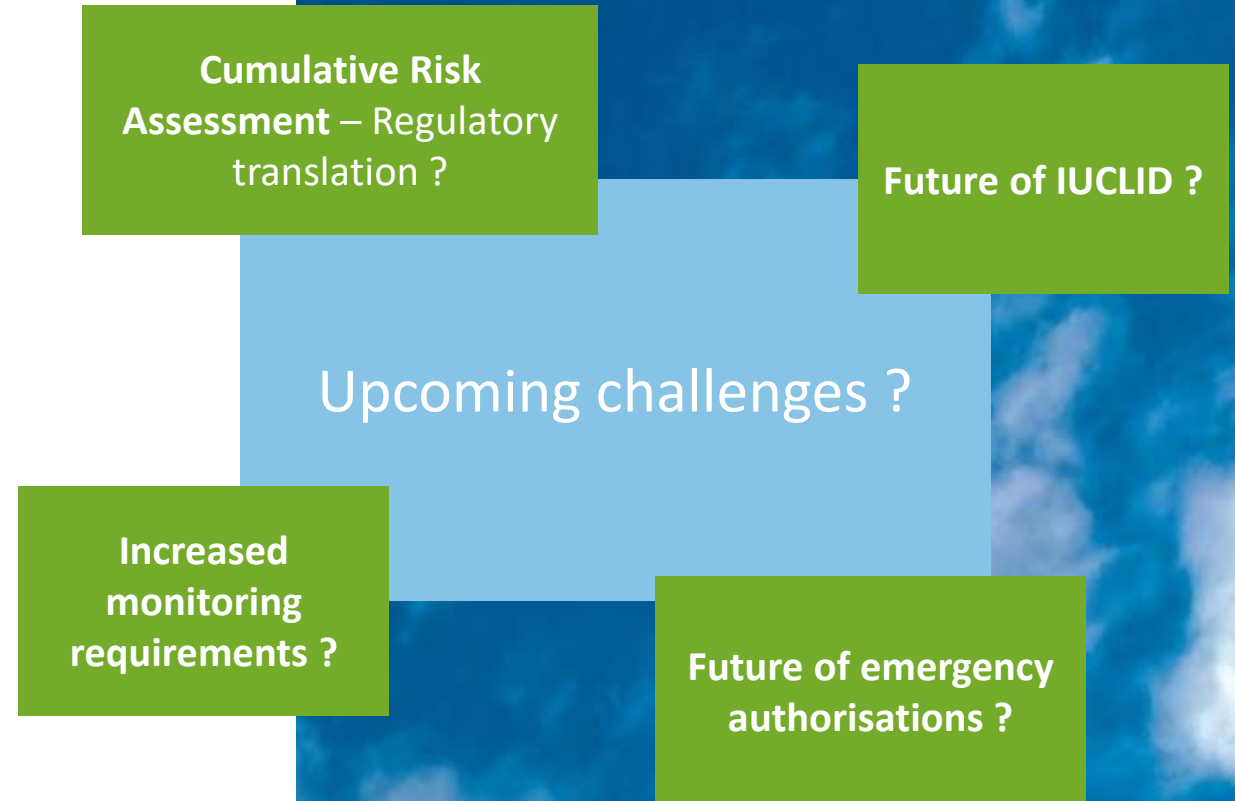 Cumulative Risk
Assessment – Regulatory
translation ?
Future of IUCLID ?
Upcoming challenges ?
Increased
monitoring
requirements ?
Future of emergency
authorisations ?